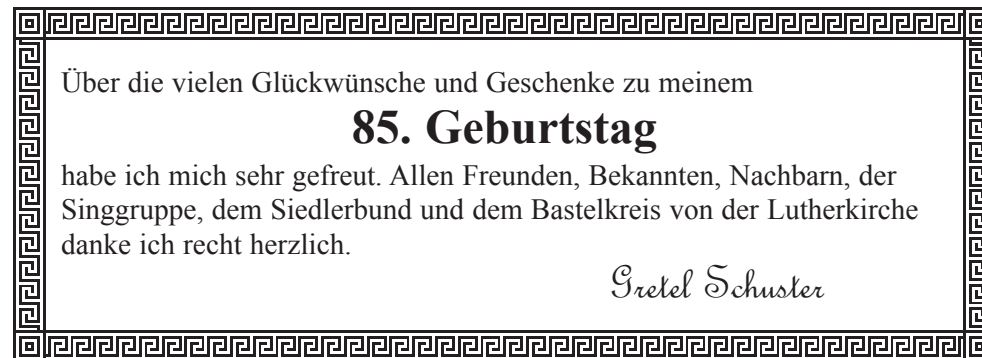 Über die vielen Glückwünsche und Geschenke zu meinem
85. Geburtstag
habe ich mich sehr gefreut. Allen Freunden, Bekannten, Nachbarn, der
Singgruppe, dem Siedlerbund und dem Bastelkreis von der Lutherkirche
danke ich recht herzlich.
Gretel Schuster